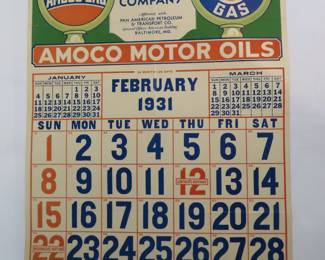 COMPANY
Affiliated with
PAN AMERICAN PETROLEUM
& TRANSPORT CO.
BALTIMORE, MD.
GAS
AMOCO MOTOR OILS
JANUARY
FEBRUARY
1931
MARCH
SUN MON TUE WED THU FRI SAT
1 2 3 4 5 6 7
8 9 10 11 12 13 14
15 16 17 18 19 20 21
22 23 24 25 26 27 28